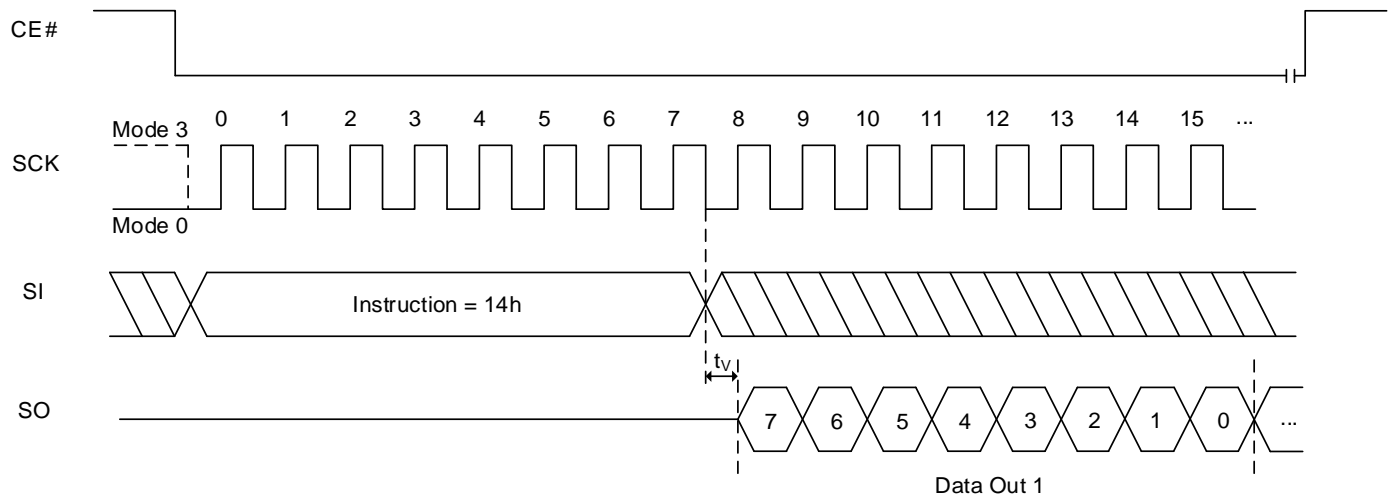 CE#
Mode 3 0 1 2 3 4 5 6 7 8 9 10 11 12 13 14 15 ...
SCK
Mode 0
SI Instruction = 14h
tV
SO 7 6 5 4 3 2 1 0 ...
Data Out 1